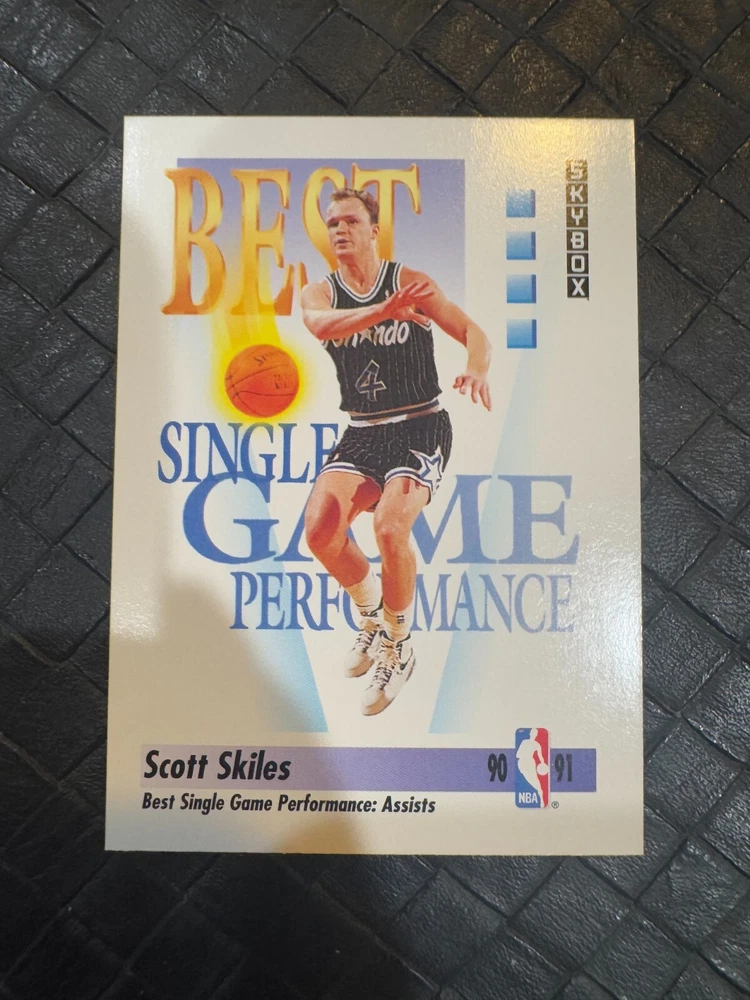 BEST
SKYBOX
Orlando
4
SINGLE
GAME
PERFORMANCE
Scott Skiles
90 91
NBA ®
Best Single Game Performance: Assists